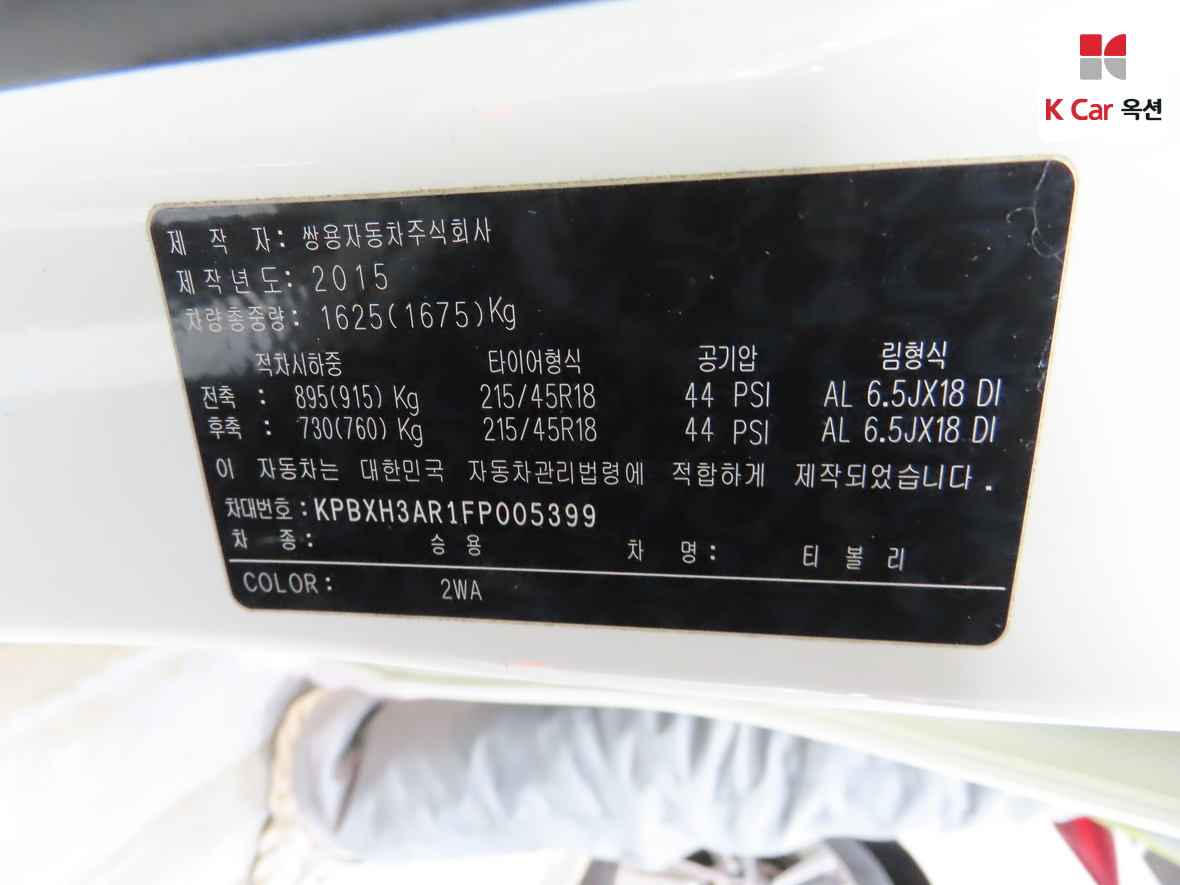 K Car 옥션
제 작 자: 쌍용자동차주식회사
제작년도: 2015
차량총중량: 1625(1675)Kg
적차시하중 타이어형식 공기압 림형식
전축 : 895(915) Kg 215/45R18 44 PSI AL 6.5JX18 DI
후축 : 730(760) Kg 215/45R18 44 PSI AL 6.5JX18 DI
이 자동차는 대한민국 자동차관리법령에 적합하게 제작되었습니다.
차대번호:KPBXH3AR1FP005399
차 종: 승 용 차 명: 티 볼 리
COLOR: 2WA